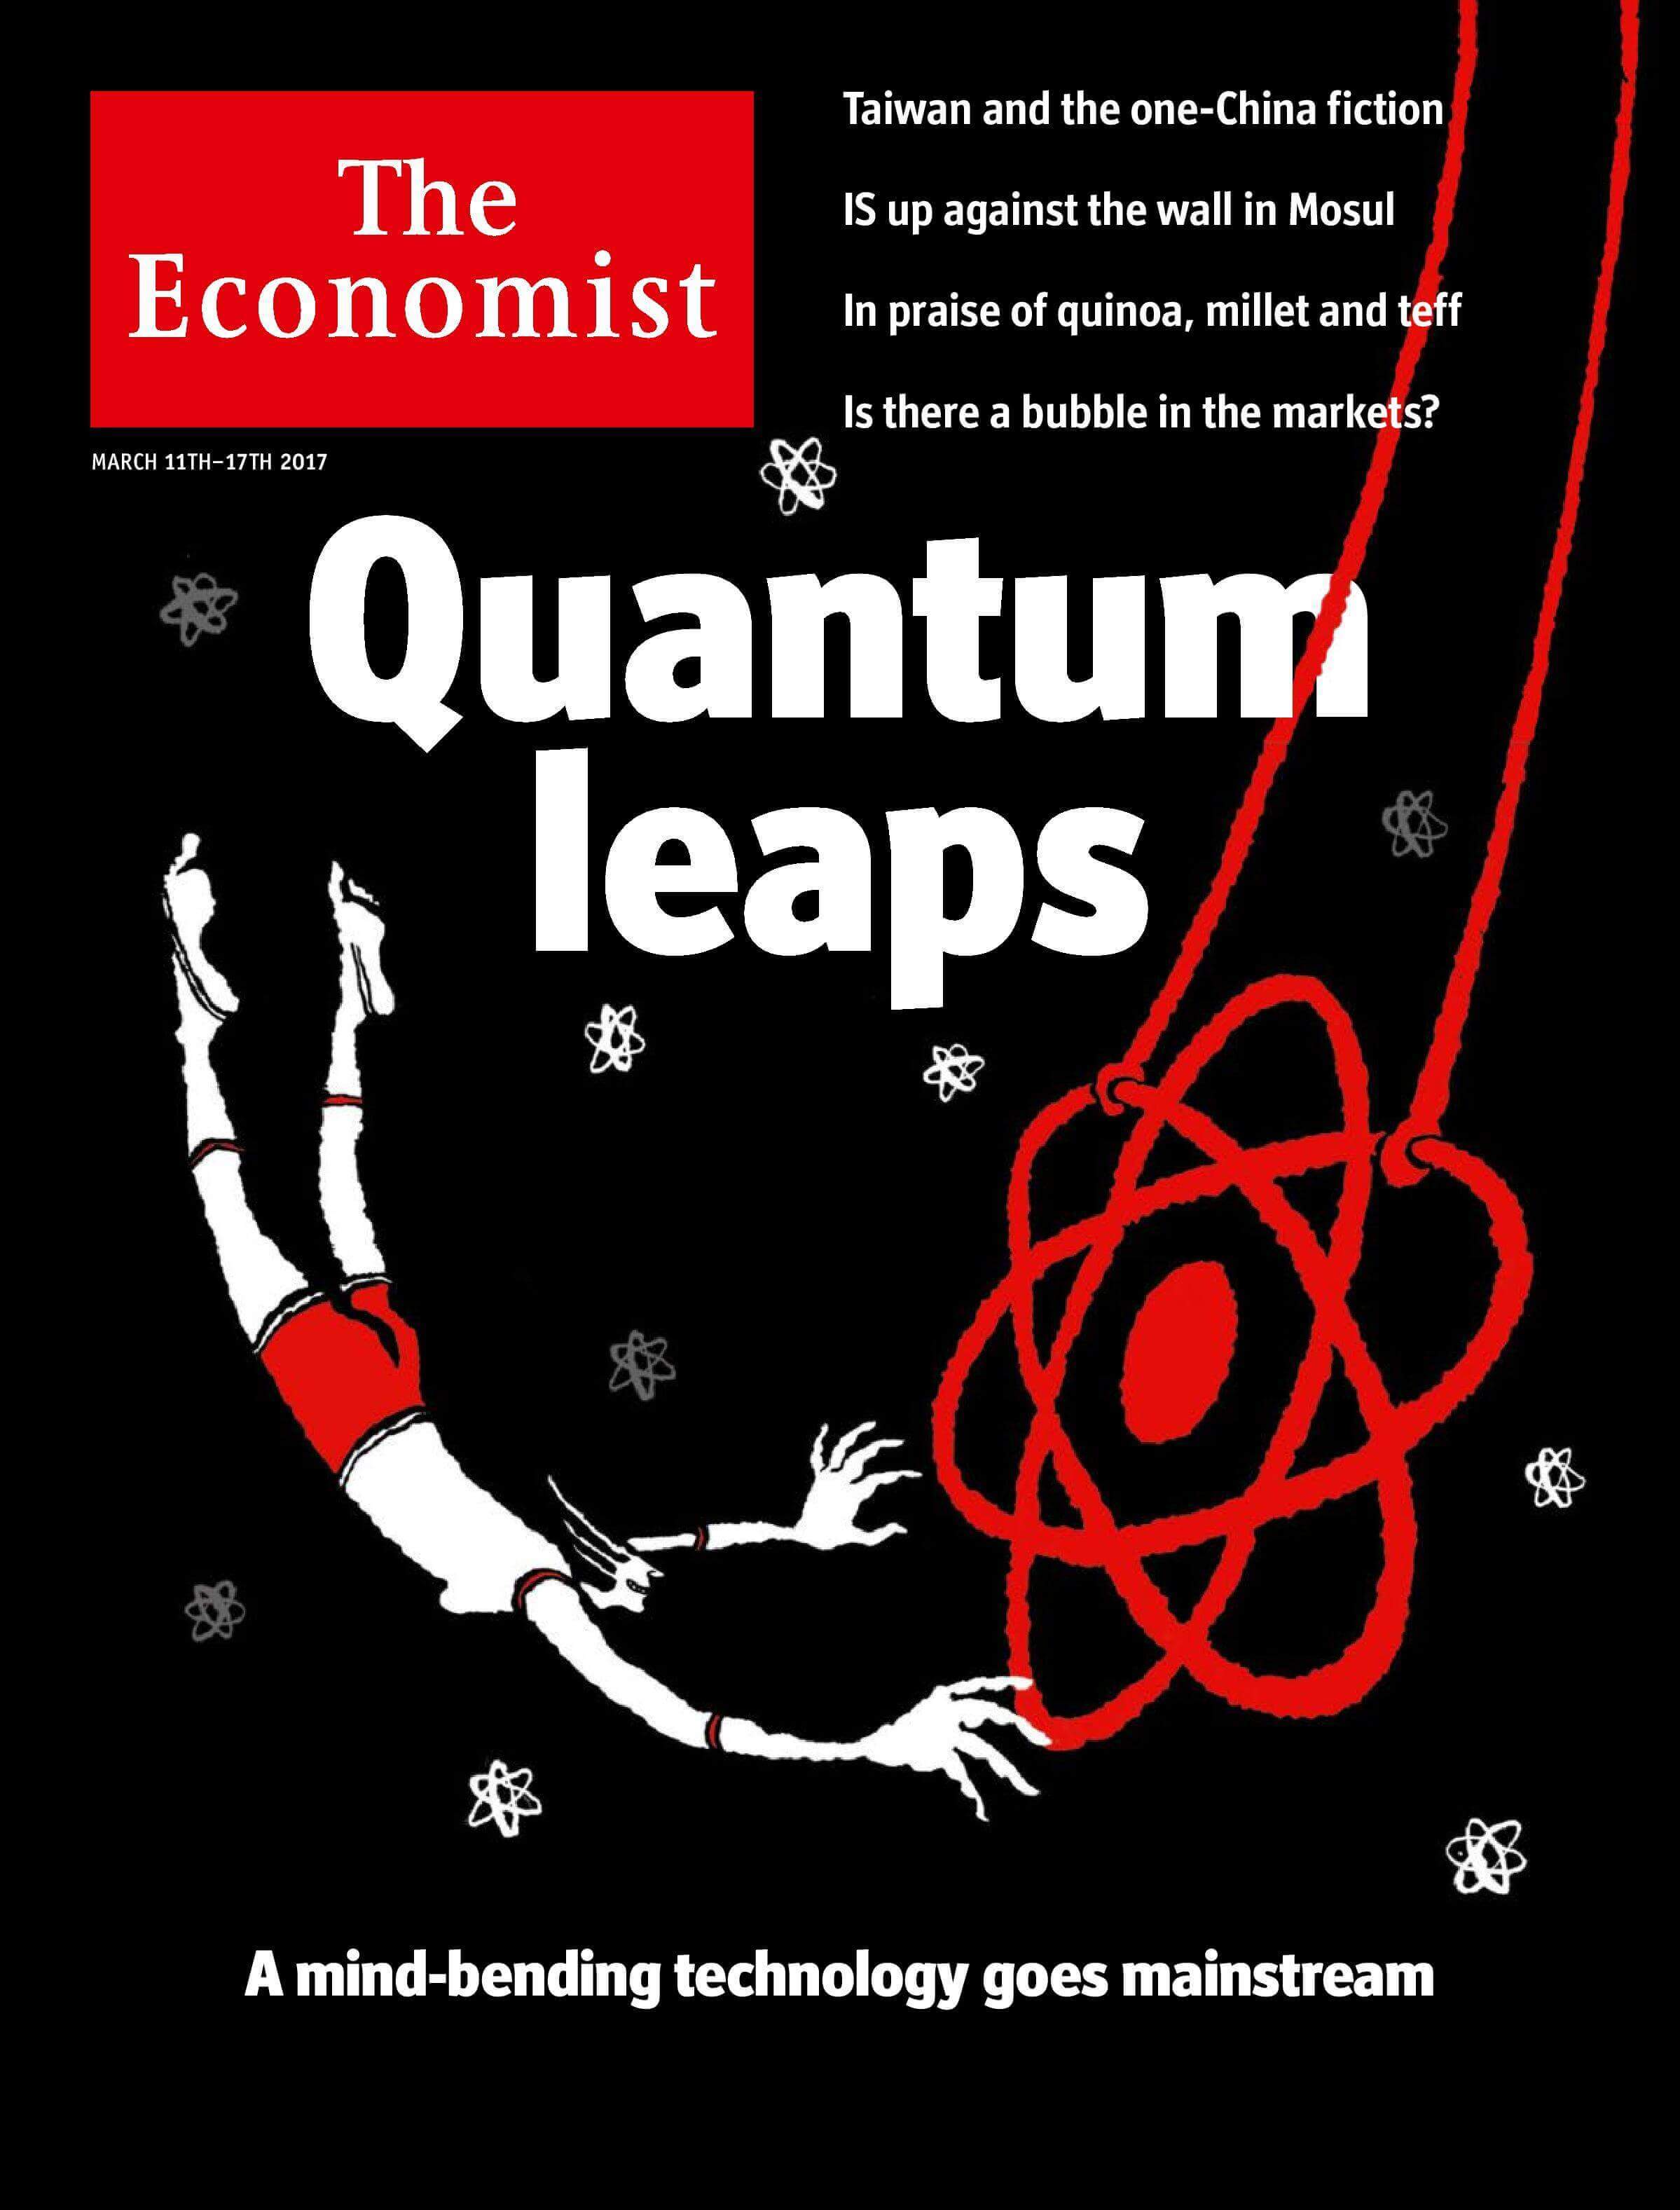 The
Economist
MARCH 11TH–17TH 2017
Taiwan and the one-China fiction
IS up against the wall in Mosul
In praise of quinoa, millet and teff
Is there a bubble in the markets?
Quantum
leaps
A mind-bending technology goes mainstream